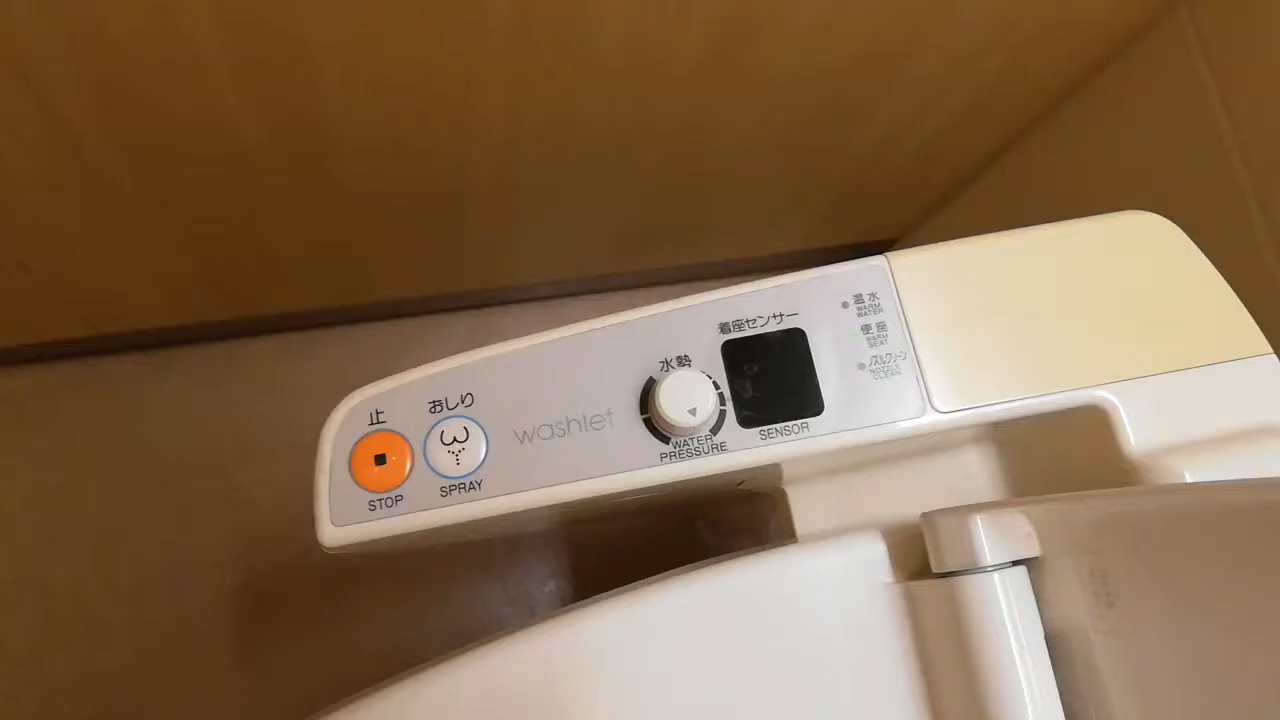 止
STOP
おしり
SPRAY
washlet
水勢
WATER
PRESSURE
着座センサー
SENSOR
温水
WARM
WATER
便座
WARM
SEAT
ノズルクリーン
NOZZLE
CLEAN